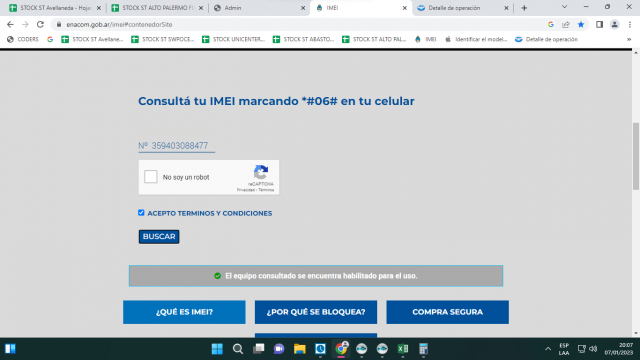 STOCK ST Avellaneda - Hoja
STOCK ST ALTO PALERMO F
Admin
IMEI
Detalle de operación
enacom.gob.ar/imei#contenedorSite
CODERS
STOCK ST Avellane...
STOCK ST SWPOCE...
STOCK UNICENTER...
STOCK ST ABASTO...
STOCK ST ALTO PAL...
IMEI
Identificar el model...
Detalle de operación
Consultá tu IMEI marcando *#06# en tu celular
Nº 359403088477
No soy un robot
reCAPTCHA
Privacidad - Términos
ACEPTO TERMINOS Y CONDICIONES
BUSCAR
El equipo consultado se encuentra habilitado para el uso.
¿QUÉ ES IMEI?
¿POR QUÉ SE BLOQUEA?
COMPRA SEGURA
ESP
LAA
20:07
07/01/2023